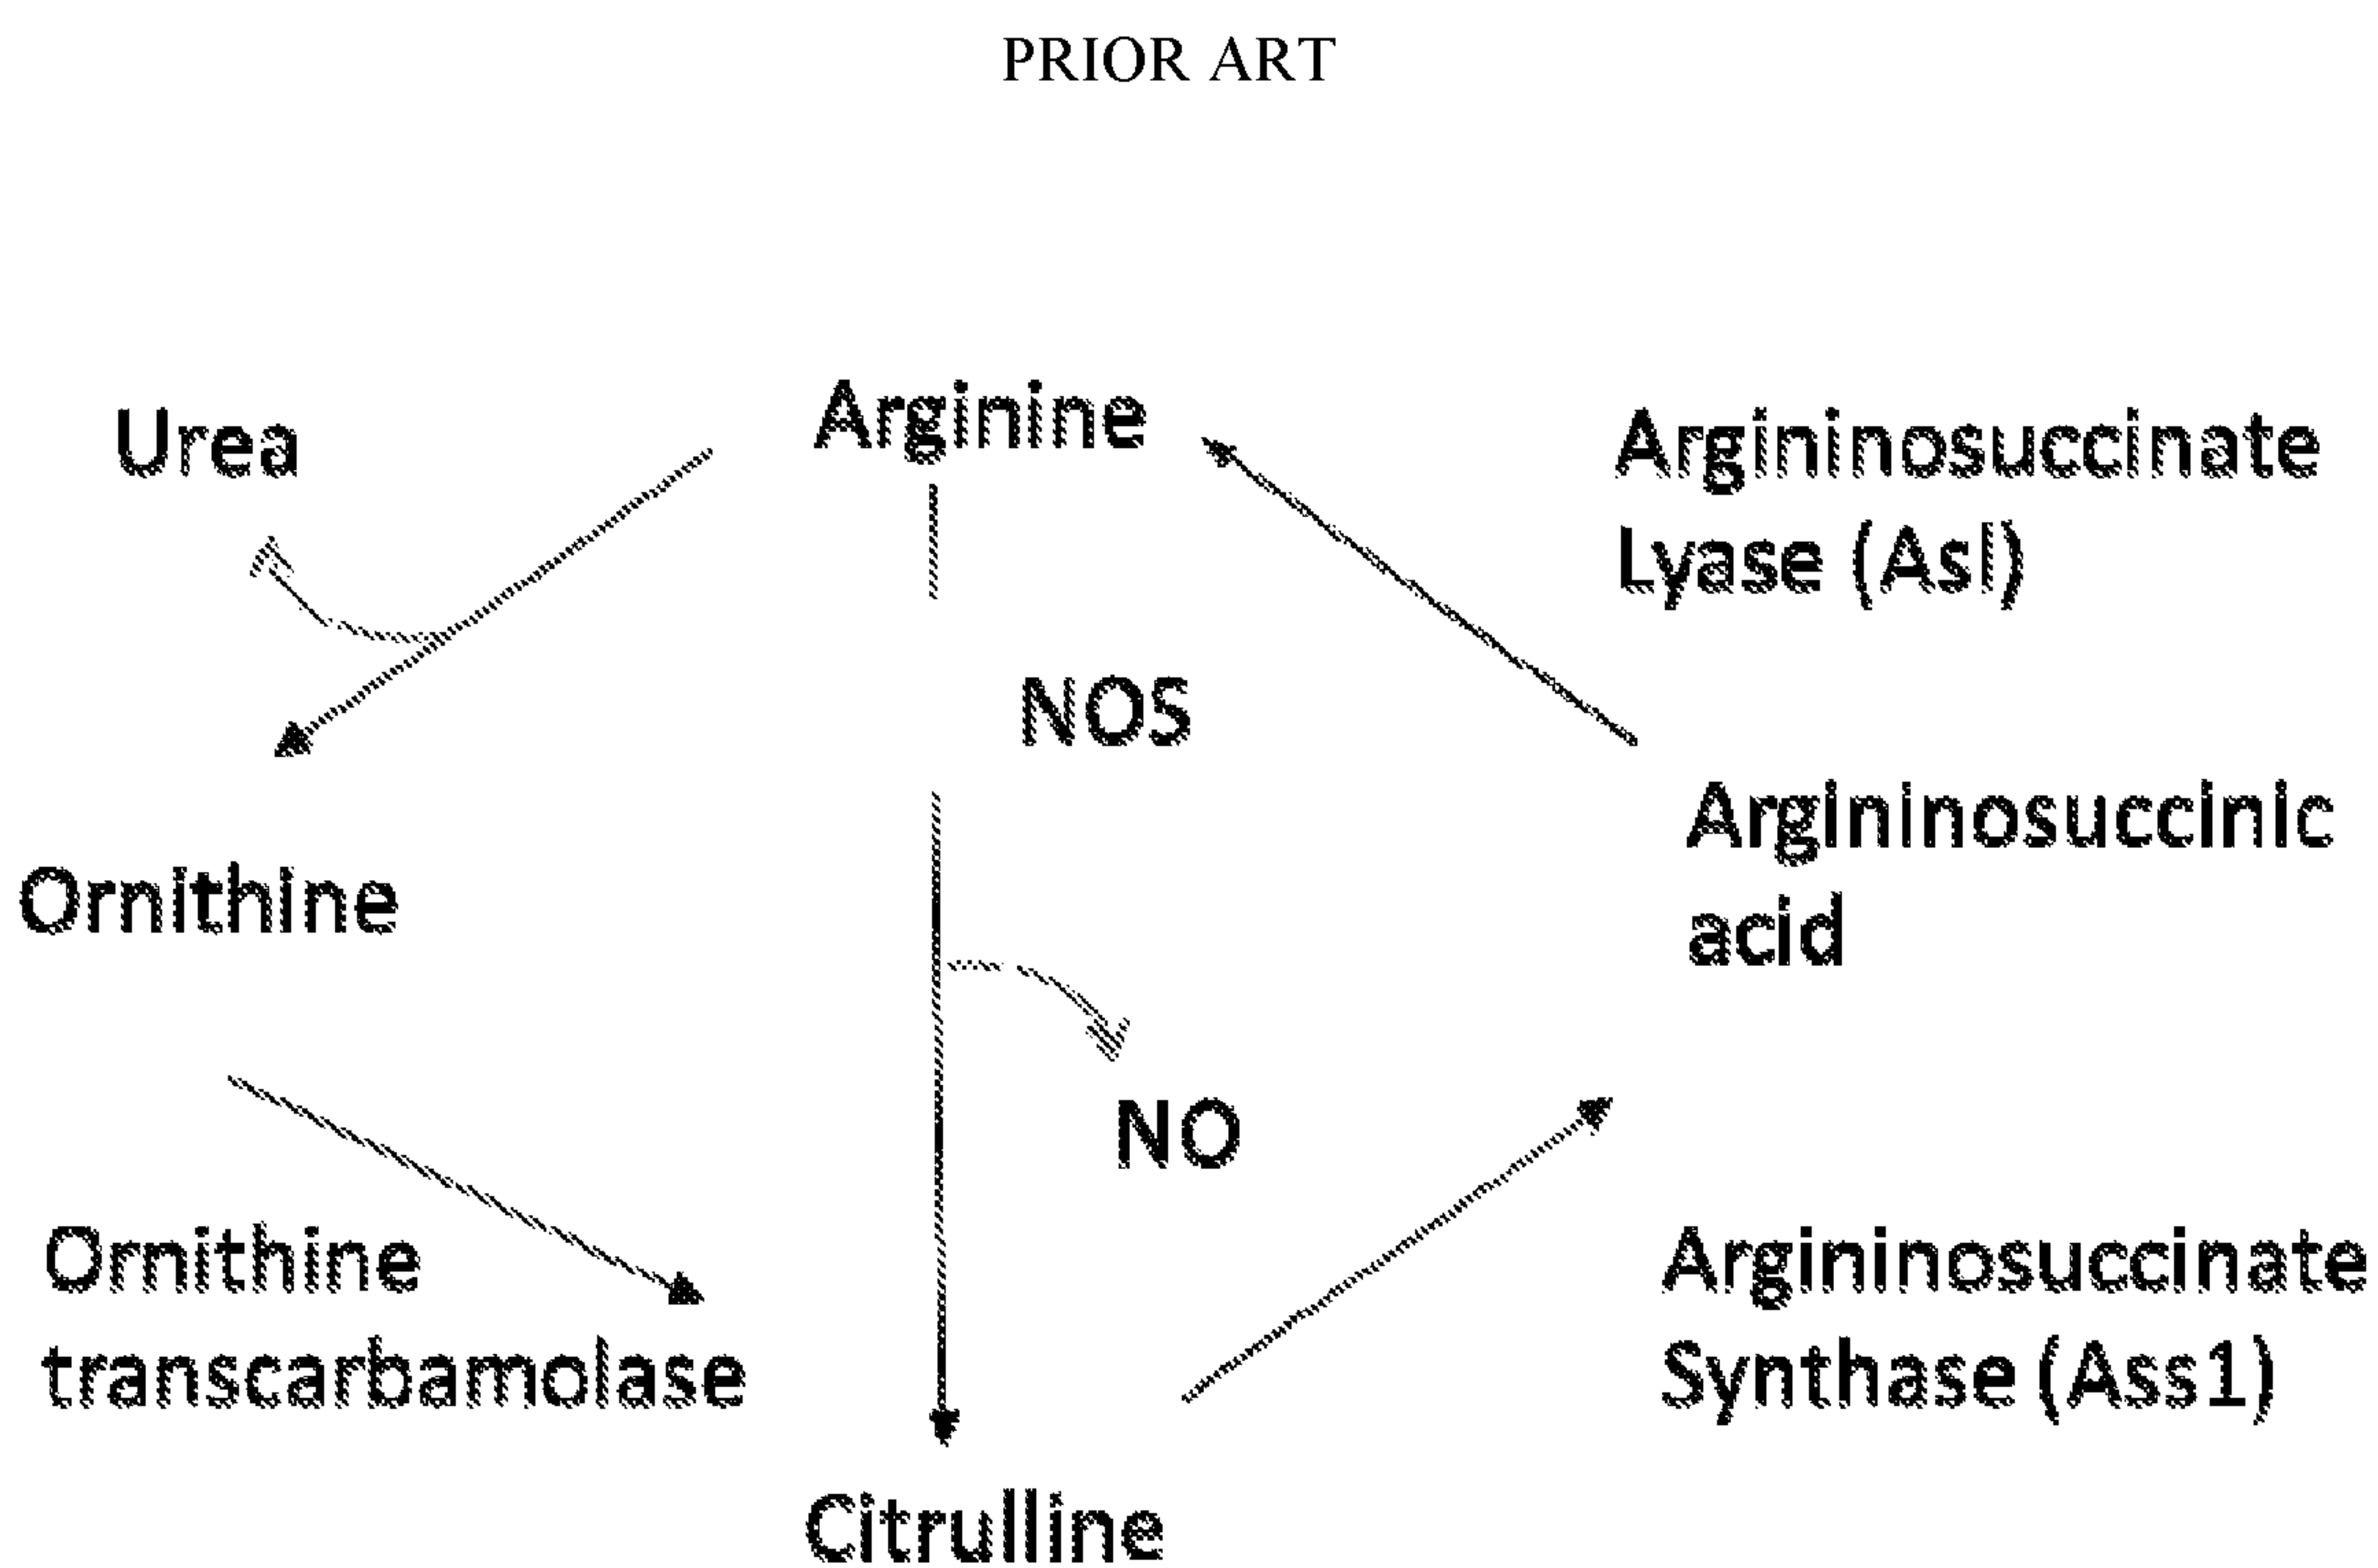 PRIOR ART
Urea
Arginine
Argininosuccinate
Lyase (Asl)
NOS
Argininosuccinic
acid
Ornithine
NO
Ornithine
transcarbamolase
Argininosuccinate
Synthase (Ass1)
Citrulline